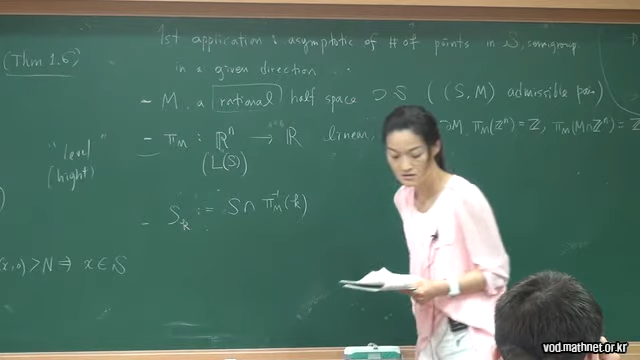 (Thm 1.6)
1st application : asymptotic of # of points in S, semigroup
in a given direction ...
- M. a rational half space ⊃ S ((S, M) admissible pair)
- π_M : ℝ^n → ℝ linear, ∂M. π_M(ℤ^n) = ℤ, π_M(M∩ℤ^n) = ℤ
(L(S))
"level"
(hight)
- S_k := S ∩ π_M^{-1}(k)
,0) > N ⇒ x ∈ S
vod.mathnet.or.kr